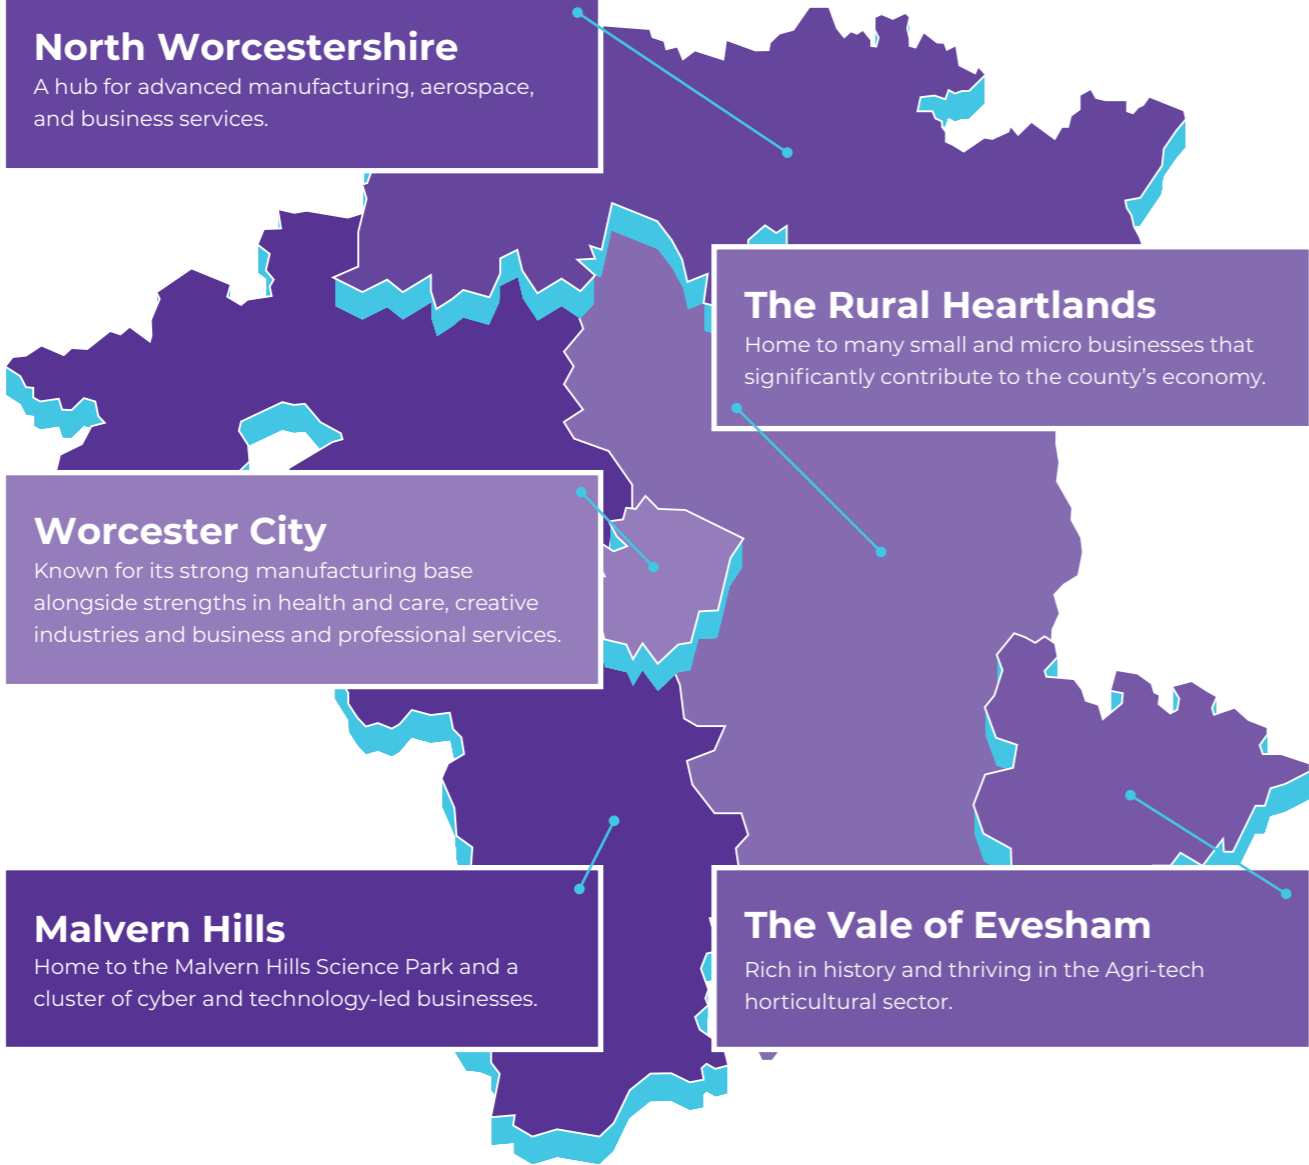 North Worcestershire
A hub for advanced manufacturing, aerospace,
and business services.
The Rural Heartlands
Home to many small and micro businesses that
significantly contribute to the county’s economy.
Worcester City
Known for its strong manufacturing base
alongside strengths in health and care, creative
industries and business and professional services.
Malvern Hills
Home to the Malvern Hills Science Park and a
cluster of cyber and technology-led businesses.
The Vale of Evesham
Rich in history and thriving in the Agri-tech
horticultural sector.